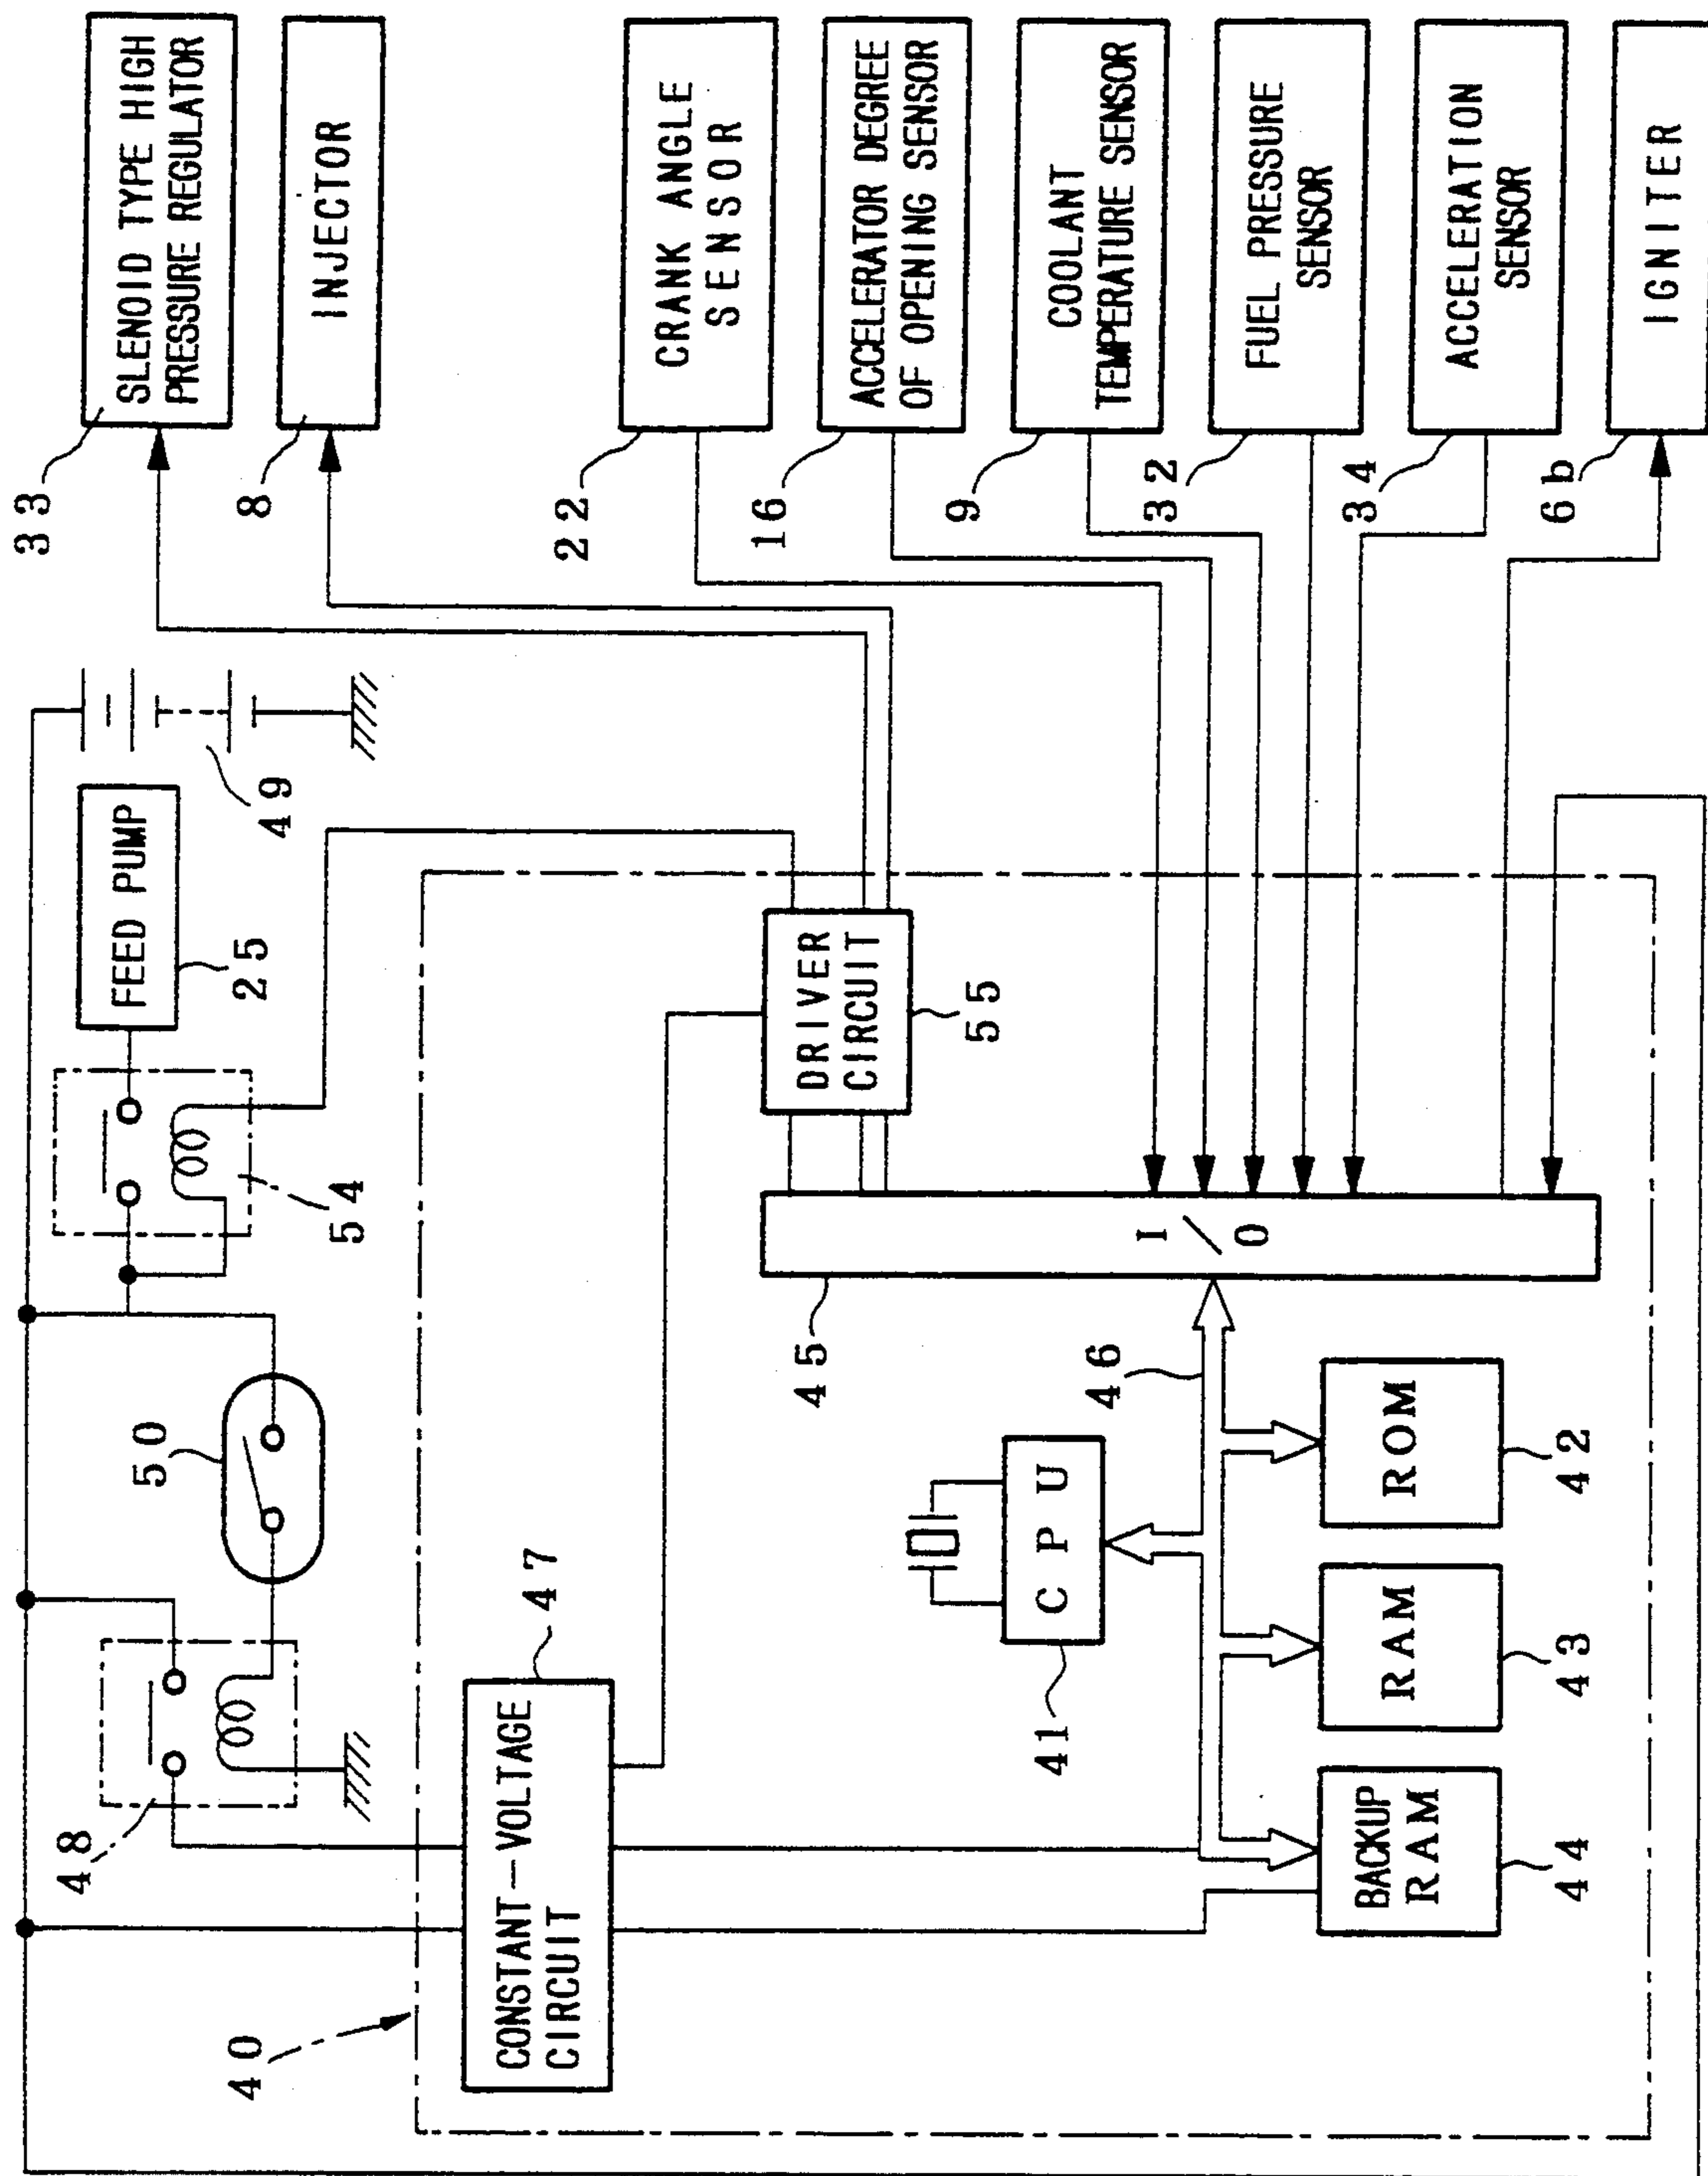 33
SLENOID TYPE HIGH
PRESSURE REGULATOR
8
INJECTOR
22
CRANK ANGLE
SENSOR
16
ACCELERATOR DEGREE
OF OPENING SENSOR
9
COOLANT
TEMPERATURE SENSOR
32
FUEL PRESSURE
SENSOR
34
ACCELERATION
SENSOR
6b
IGNITER
49
FEED PUMP
25
54
50
48
40
CONSTANT-VOLTAGE
CIRCUIT
47
DRIVER
CIRCUIT
55
I/O
45
46
CPU
41
ROM
42
RAM
43
BACKUP
RAM
44